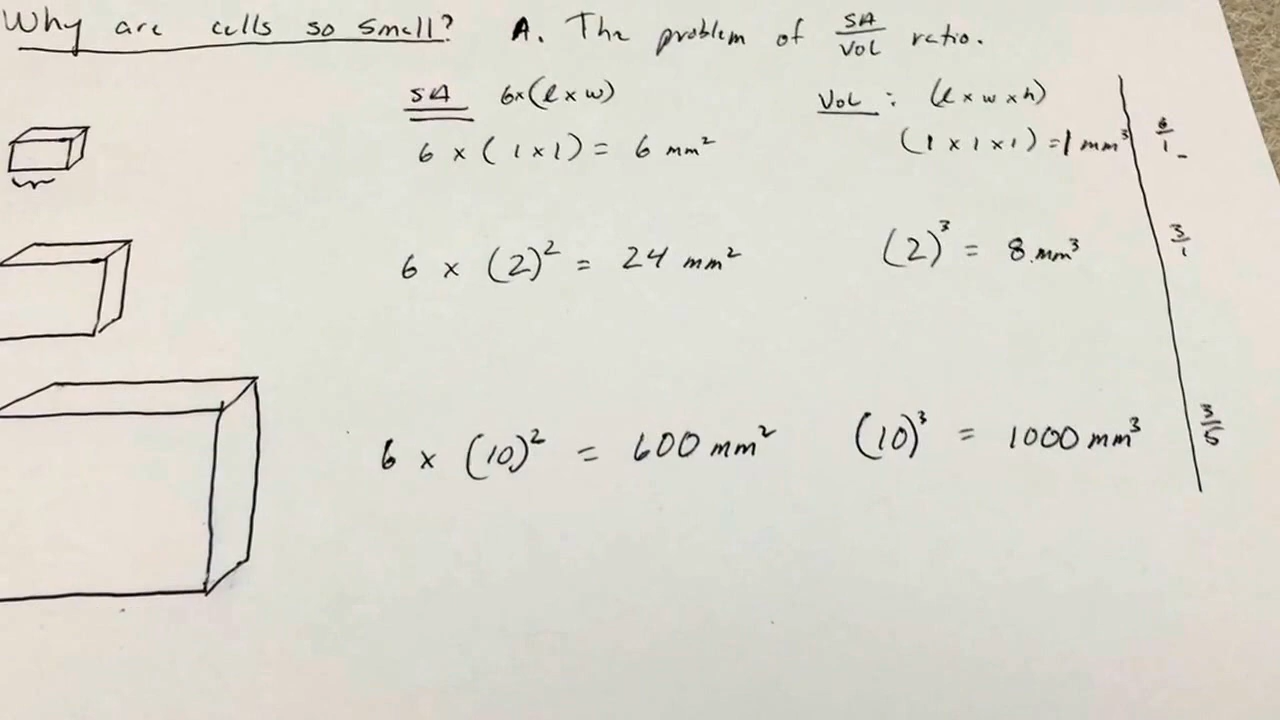 Why are cells so small? A. The problem of SA/VOL ratio.
SA 6x(l x w) VOL : (l x w x h)
6 x (1 x 1) = 6 mm² (1 x 1 x 1) = 1 mm³ 6/1
6 x (2)² = 24 mm² (2)³ = 8 mm³ 3/1
6 x (10)² = 600 mm² (10)³ = 1000 mm³ 3/5